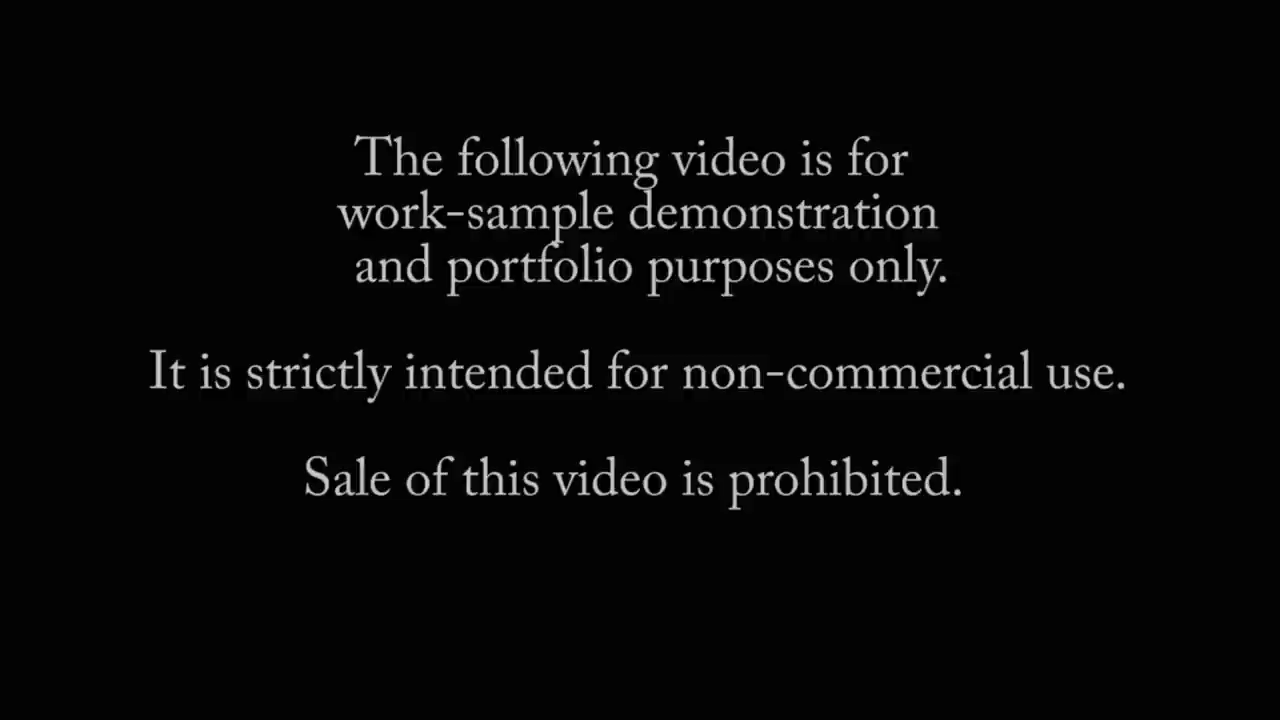 The following video is for
work-sample demonstration
and portfolio purposes only.
It is strictly intended for non-commercial use.
Sale of this video is prohibited.